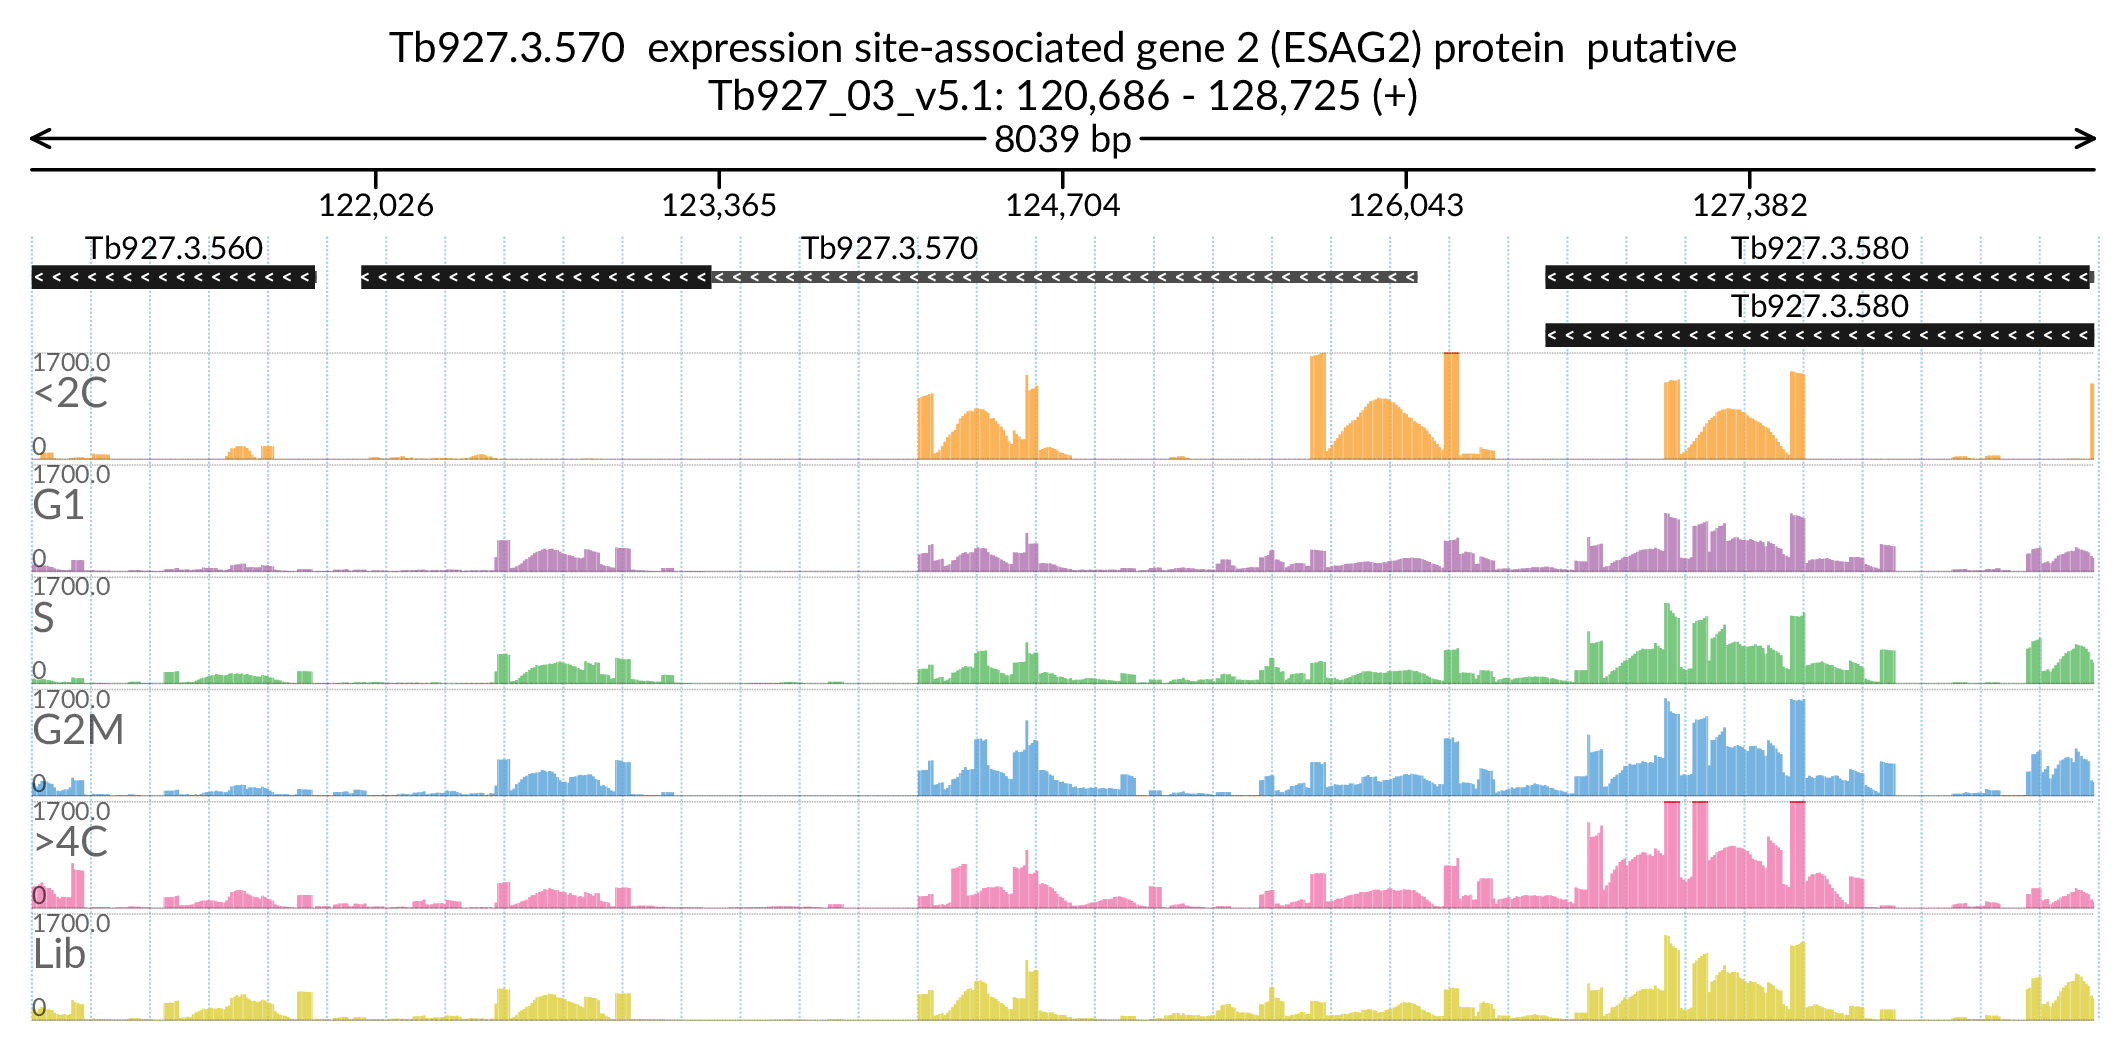 Tb927.3.570  expression site-associated gene 2 (ESAG2) protein  putative
Tb927_03_v5.1: 120,686 - 128,725 (+)
8039 bp
122,026 123,365 124,704 126,043 127,382
Tb927.3.560 Tb927.3.570 Tb927.3.580
Tb927.3.580
1700.0
<2C
0
1700.0
G1
0
1700.0
S
0
1700.0
G2M
0
1700.0
>4C
0
1700.0
Lib
0